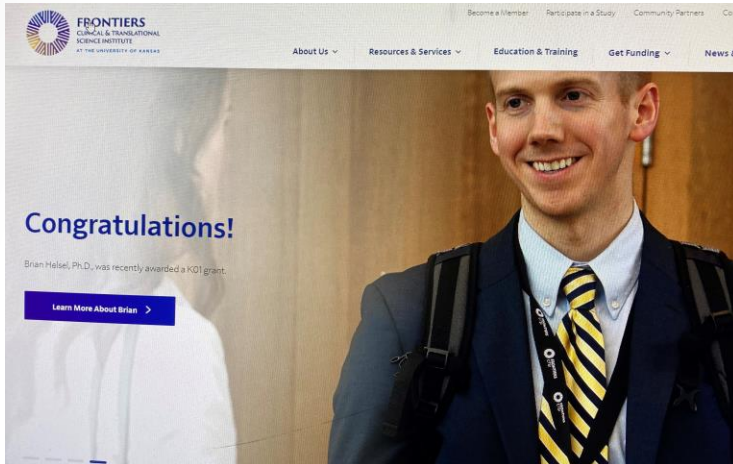 FRONTIERS
CLINICAL & TRANSLATIONAL
SCIENCE INSTITUTE
AT THE UNIVERSITY OF KANSAS
Become a Member Participate in a Study Community Partners
About Us Resources & Services Education & Training Get Funding News &
Congratulations!
Brian Helsel, Ph.D., was recently awarded a K01 grant.
Learn More About Brian
FRONTIERS